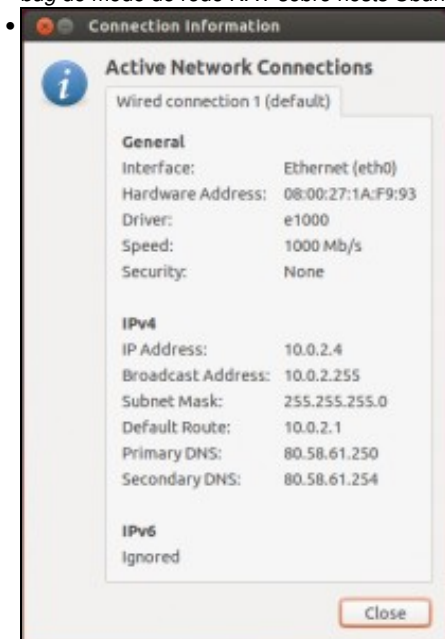 Connection Information
Active Network Connections
Wired connection 1 (default)
General
Interface: Ethernet (eth0)
Hardware Address: 08:00:27:1A:F9:93
Driver: e1000
Speed: 1000 Mb/s
Security: None
IPv4
IP Address: 10.0.2.4
Broadcast Address: 10.0.2.255
Subnet Mask: 255.255.255.0
Default Route: 10.0.2.1
Primary DNS: 80.58.61.250
Secondary DNS: 80.58.61.254
IPv6
Ignored
Close